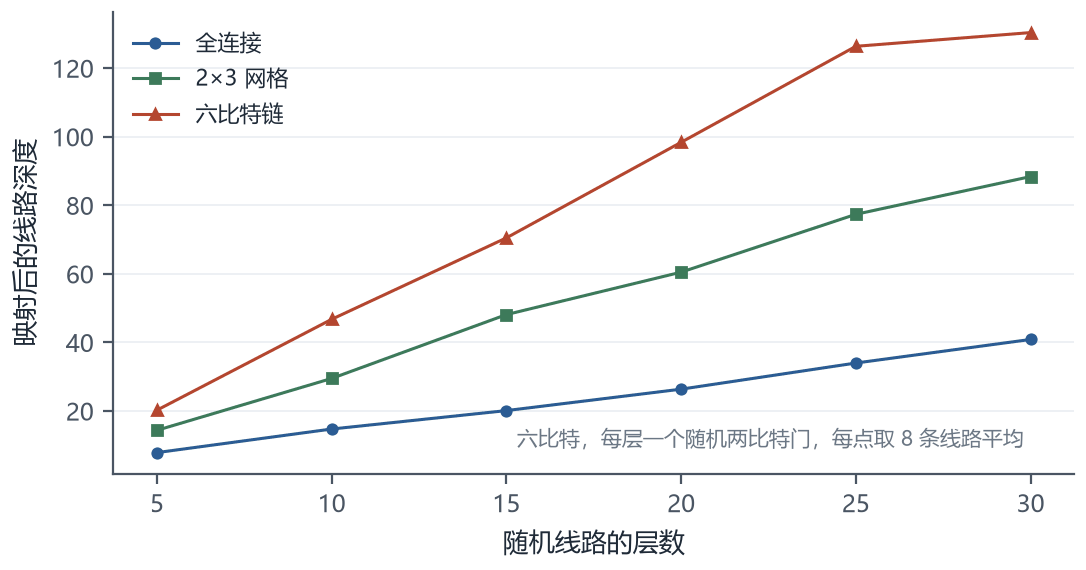 全连接
2×3 网格
六比特链
映射后的线路深度
120
100
80
60
40
20
六比特，每层一个随机两比特门，每点取 8 条线路平均
5 10 15 20 25 30
随机线路的层数